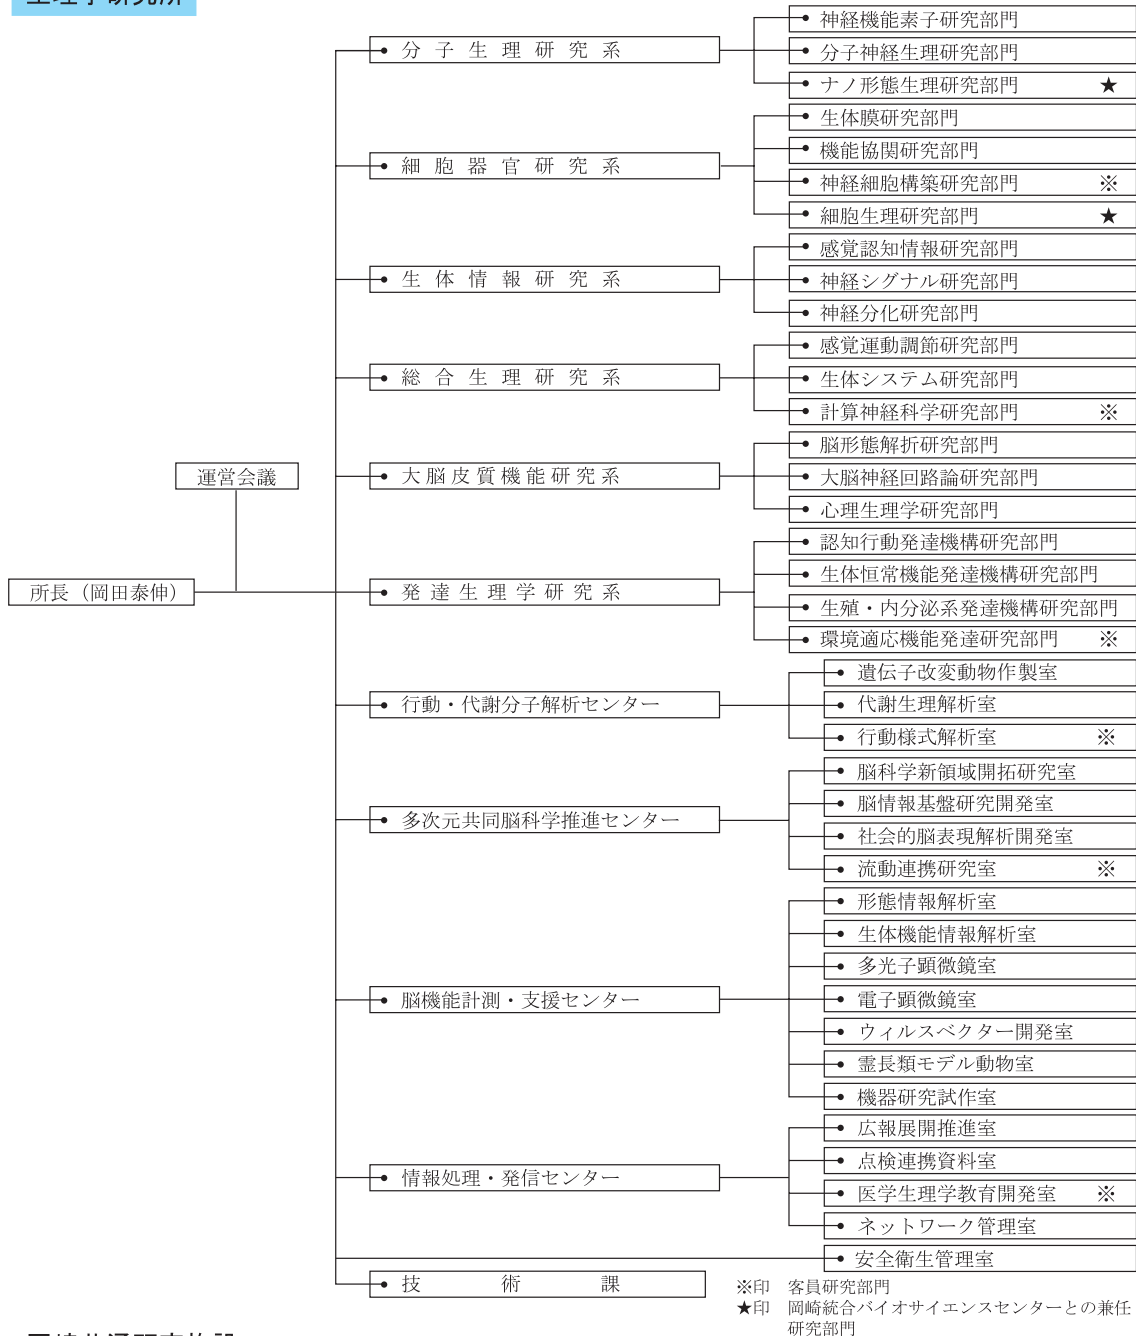 生理学研究所
運営会議
所長（岡田泰伸）
分子生理研究系
神経機能素子研究部門
分子神経生理研究部門
ナノ形態生理研究部門 ★
細胞器官研究系
生体膜研究部門
機能協関研究部門
神経細胞構築研究部門 ※
細胞生理研究部門 ★
生体情報研究系
感覚認知情報研究部門
神経シグナル研究部門
神経分化研究部門
総合生理研究系
感覚運動調節研究部門
生体システム研究部門
計算神経科学研究部門 ※
大脳皮質機能研究系
脳形態解析研究部門
大脳神経回路論研究部門
心理生理学研究部門
発達生理学研究系
認知行動発達機構研究部門
生体恒常機能発達機構研究部門
生殖・内分泌系発達機構研究部門
環境適応機能発達研究部門 ※
行動・代謝分子解析センター
遺伝子改変動物作製室
代謝生理解析室
行動様式解析室 ※
多次元共同脳科学推進センター
脳科学新領域開拓研究室
脳情報基盤研究開発室
社会的脳表現解析開発室
流動連携研究室 ※
脳機能計測・支援センター
形態情報解析室
生体機能情報解析室
多光子顕微鏡室
電子顕微鏡室
ウィルスベクター開発室
霊長類モデル動物室
機器研究試作室
情報処理・発信センター
広報展開推進室
点検連携資料室
医学生理学教育開発室 ※
ネットワーク管理室
安全衛生管理室
技術課
※印 客員研究部門
★印 岡崎統合バイオサイエンスセンターとの兼任
研究部門